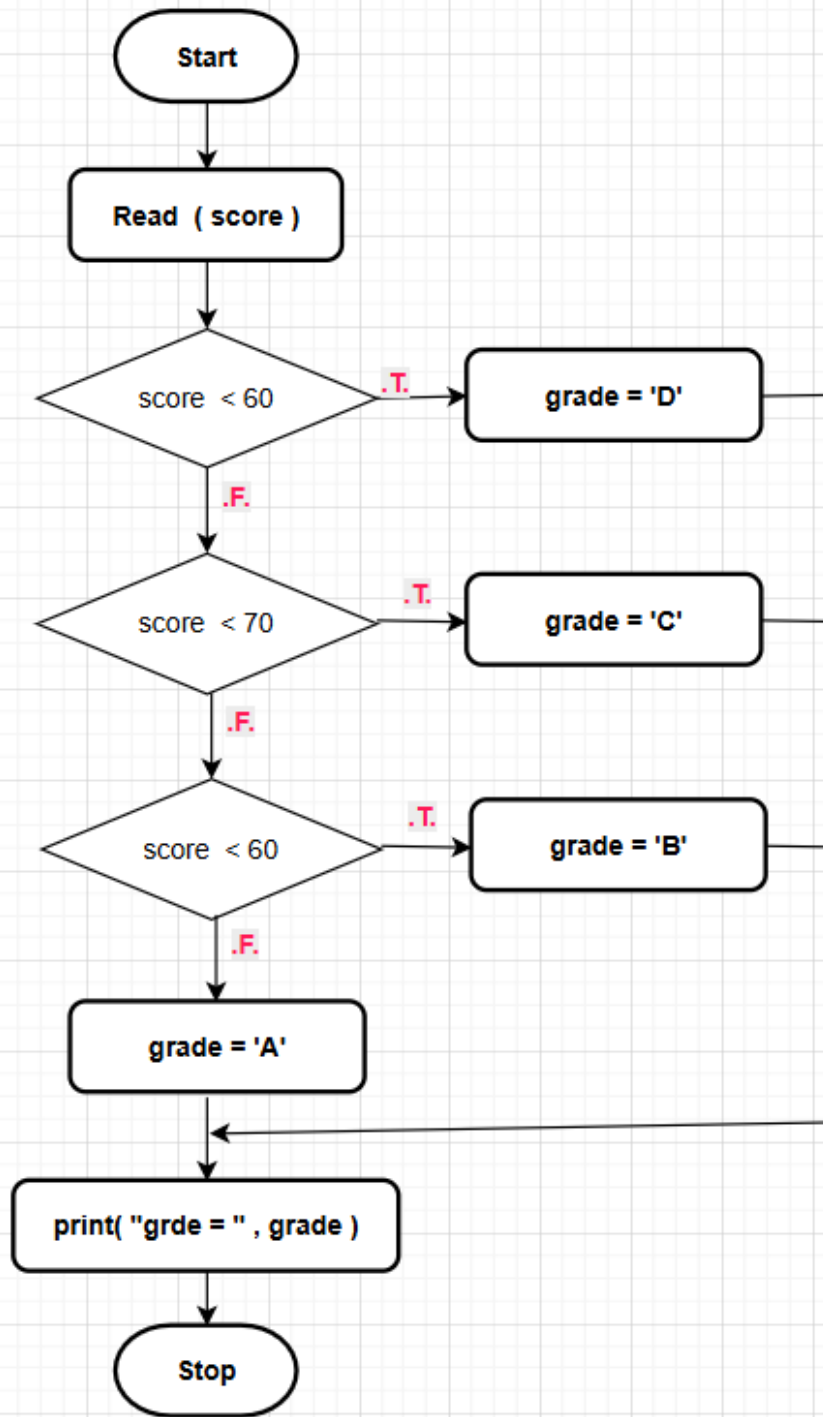 Start
Read ( score )
score < 60
.T.
grade = 'D'
.F.
score < 70
.T.
grade = 'C'
.F.
score < 60
.T.
grade = 'B'
.F.
grade = 'A'
print( "grde = " , grade )
Stop